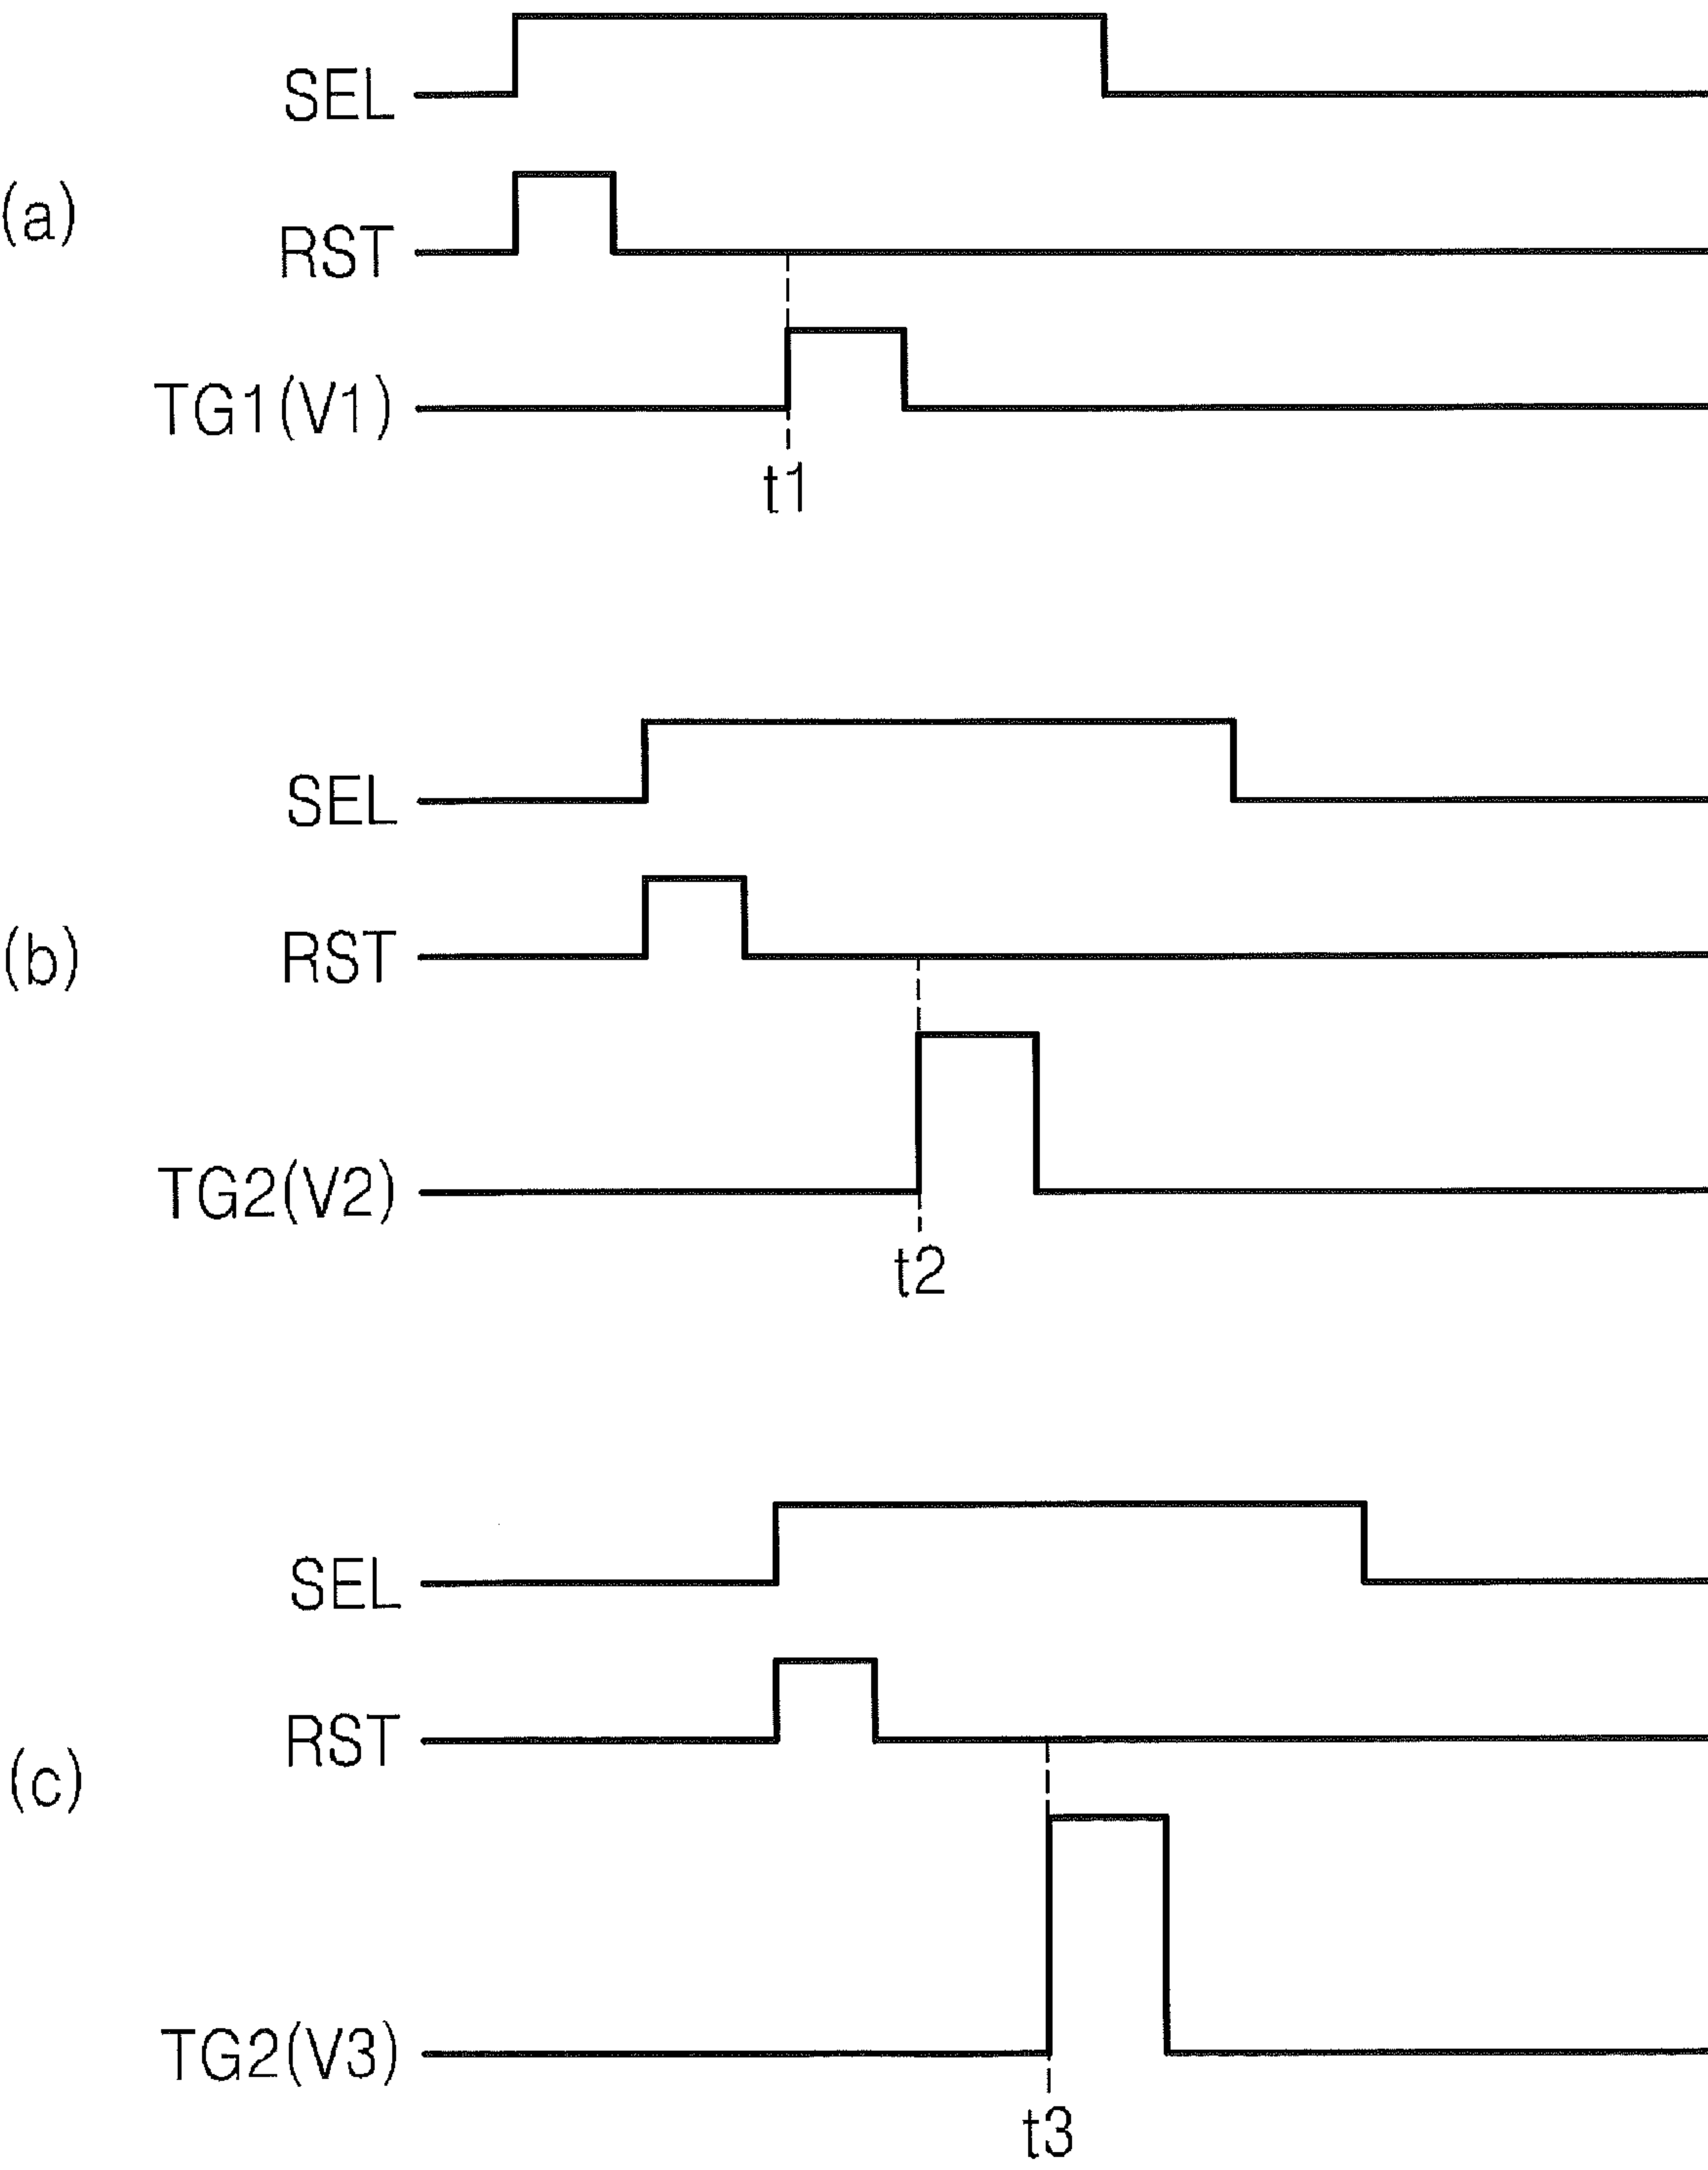 SEL
(a)
RST
TG1(V1)
t1
SEL
(b)
RST
TG2(V2)
t2
SEL
RST
(c)
TG2(V3)
t3